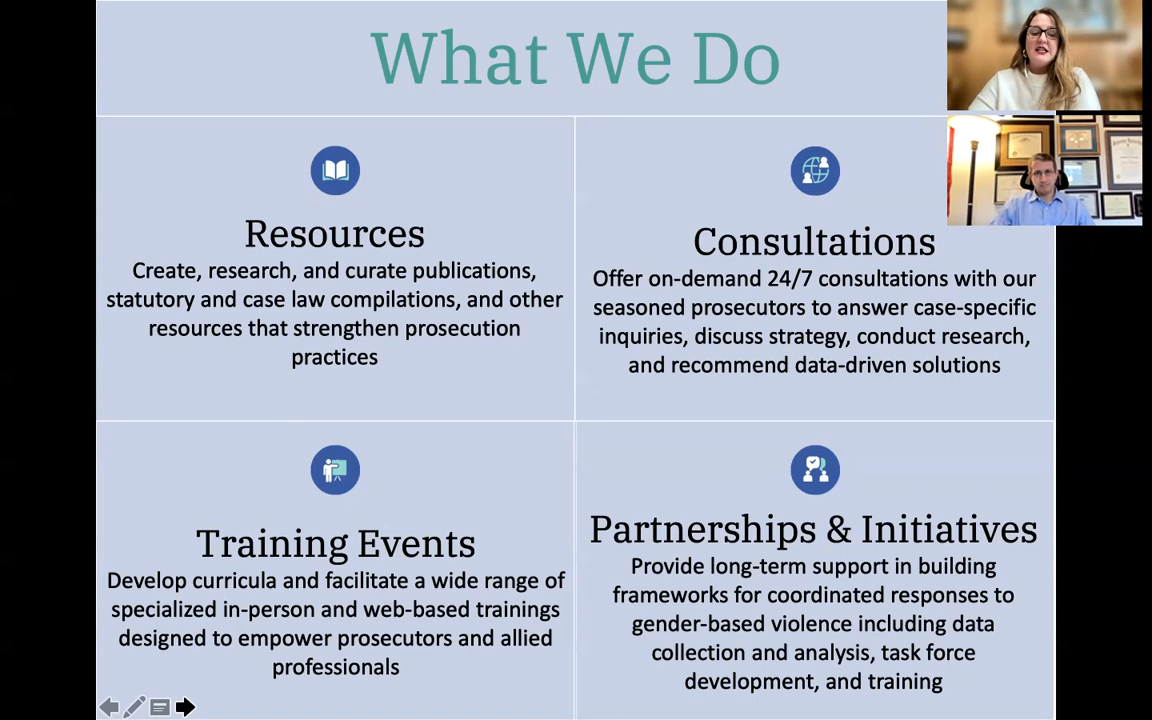 What We Do
Resources
Create, research, and curate publications,
statutory and case law compilations, and other
resources that strengthen prosecution
practices
Consultations
Offer on-demand 24/7 consultations with our
seasoned prosecutors to answer case-specific
inquiries, discuss strategy, conduct research,
and recommend data-driven solutions
Training Events
Develop curricula and facilitate a wide range of
specialized in-person and web-based trainings
designed to empower prosecutors and allied
professionals
Partnerships & Initiatives
Provide long-term support in building
frameworks for coordinated responses to
gender-based violence including data
collection and analysis, task force
development, and training